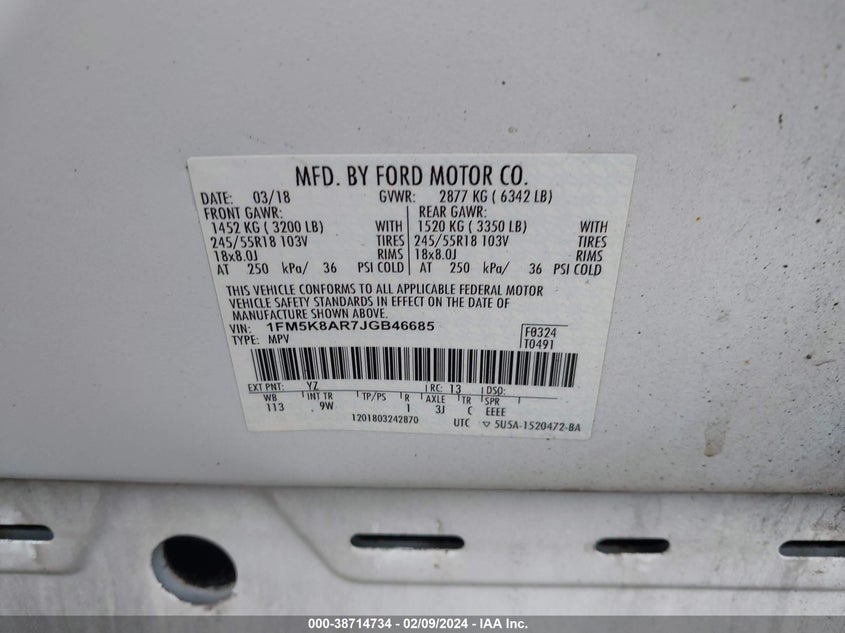 MFD. BY FORD MOTOR CO.
DATE: 03/18 GVWR: 2877 KG ( 6342 LB)
FRONT GAWR: REAR GAWR:
1452 KG ( 3200 LB) WITH 1520 KG ( 3350 LB) WITH
245/55R18 103V TIRES 245/55R18 103V TIRES
18x8.0J RIMS 18x8.0J RIMS
AT 250 kPa/ 36 PSI COLD AT 250 kPa/ 36 PSI COLD
THIS VEHICLE CONFORMS TO ALL APPLICABLE FEDERAL MOTOR
VEHICLE SAFETY STANDARDS IN EFFECT ON THE DATE OF
MANUFACTURE SHOWN ABOVE.
VIN: 1FM5K8AR7JGB46685 F0324
TYPE: MPV T0491
EXT PNT: YZ RC: 13 DSO:
WB INT TR TP/PS R AXLE TR SPR
113 . 9W 1 3J C EEEE
1201803242870 UTC ▽ 5U5A-1520472-BA
000-38714734 - 02/09/2024 - IAA Inc.